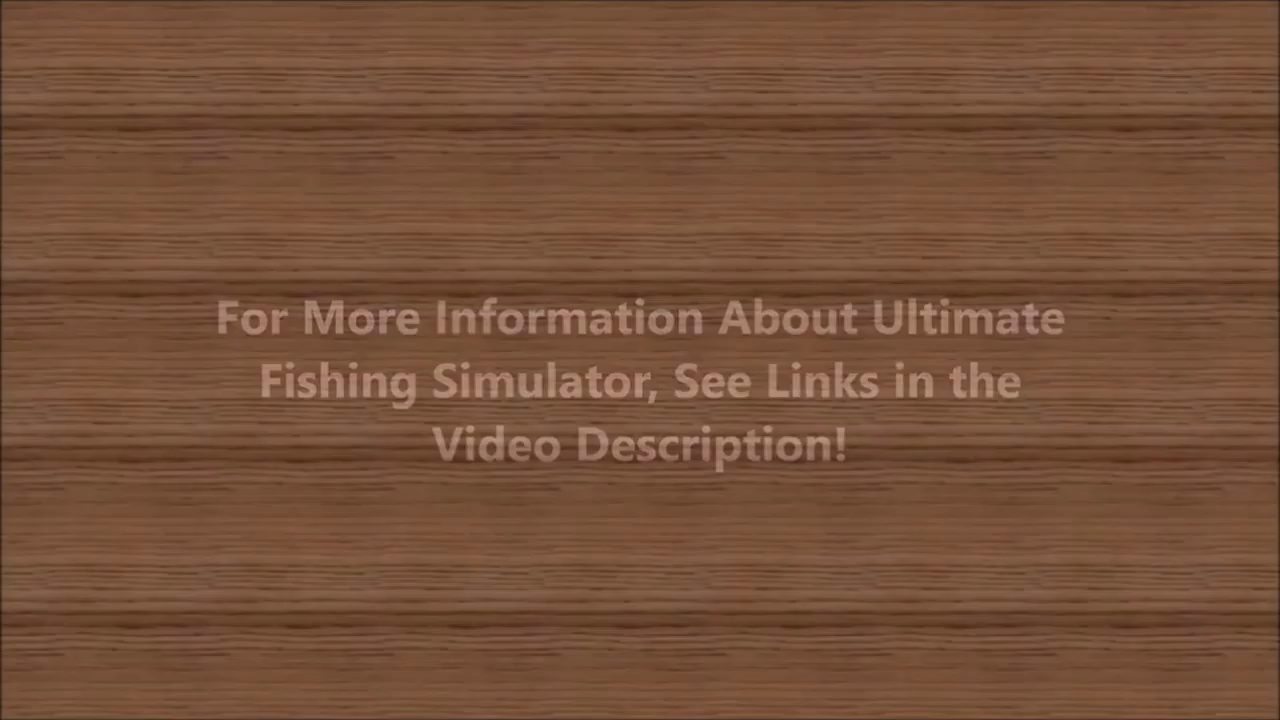 For More Information About Ultimate
Fishing Simulator, See Links in the
Video Description!